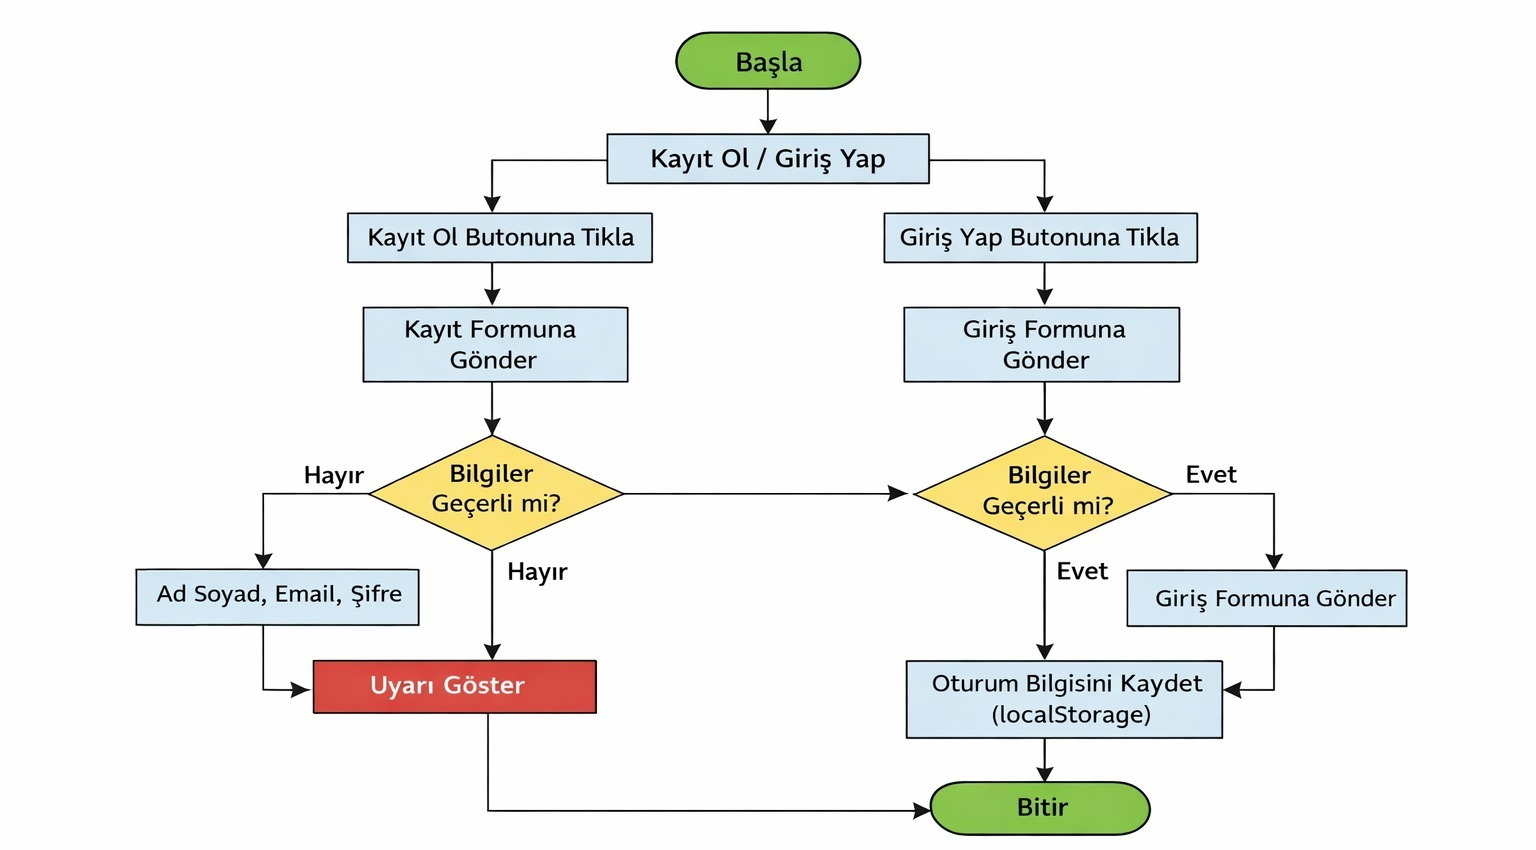 Başla
Kayıt Ol / Giriş Yap
Kayıt Ol Butonuna Tıkla
Giriş Yap Butonuna Tıkla
Kayıt Formuna
Gönder
Giriş Formuna
Gönder
Hayır
Bilgiler
Geçerli mi?
Bilgiler
Geçerli mi?
Evet
Hayır
Evet
Ad Soyad, Email, Şifre
Giriş Formuna Gönder
Uyarı Göster
Oturum Bilgisini Kaydet
(localStorage)
Bitir